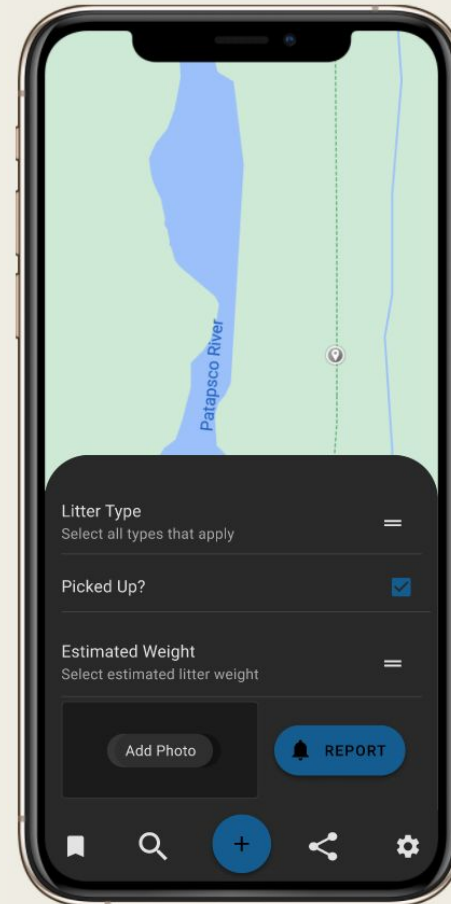 Patapsco River
Litter Type
Select all types that apply
Picked Up?
Estimated Weight
Select estimated litter weight
Add Photo
REPORT